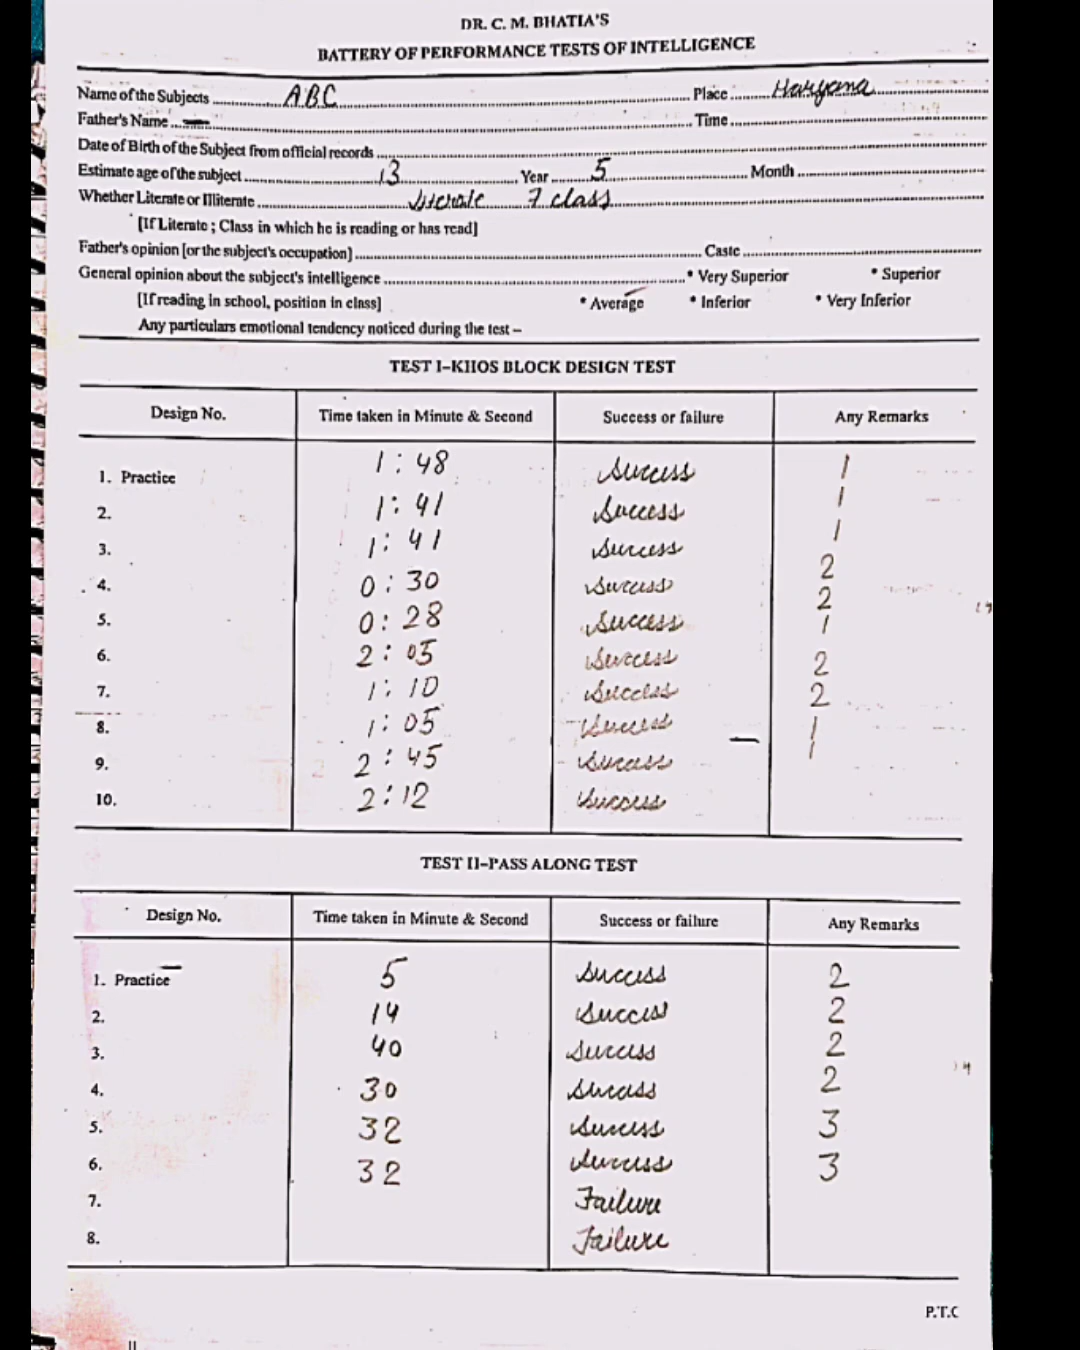 DR. C. M. BHATIA'S
BATTERY OF PERFORMANCE TESTS OF INTELLIGENCE
Name of the Subjects ABC Place Haryana
Father's Name — Time
Date of Birth of the Subject from official records
Estimate age of the subject 13 Year 5 Month
Whether Literate or Illiterate Literate 7 class
[If Literate ; Class in which he is reading or has read]
Father's opinion [or the subject's occupation] Caste
General opinion about the subject's intelligence • Very Superior • Superior
[If reading in school, position in class] • Average • Inferior • Very Inferior
Any particulars emotional tendency noticed during the test –
TEST I–KHOS BLOCK DESIGN TEST
Design No. Time taken in Minute & Second Success or failure Any Remarks
1. Practice 1 : 48 Success 1
2. 1 : 41 Success 1
3. 1 : 41 Success 1
4. 0 : 30 Success 2
5. 0 : 28 Success 2
6. 2 : 05 Success 1
7. 1 : 10 Success 2
8. 1 : 05 Success 2
9. 2 : 45 Success 1
10. 2 : 12 Success 1
TEST II–PASS ALONG TEST
Design No. Time taken in Minute & Second Success or failure Any Remarks
1. Practice 5 Success 2
2. 14 Success 2
3. 40 Success 2
4. 30 Success 2
5. 32 Success 3
6. 32 Success 3
7. Failure
8. Failure
P.T.O